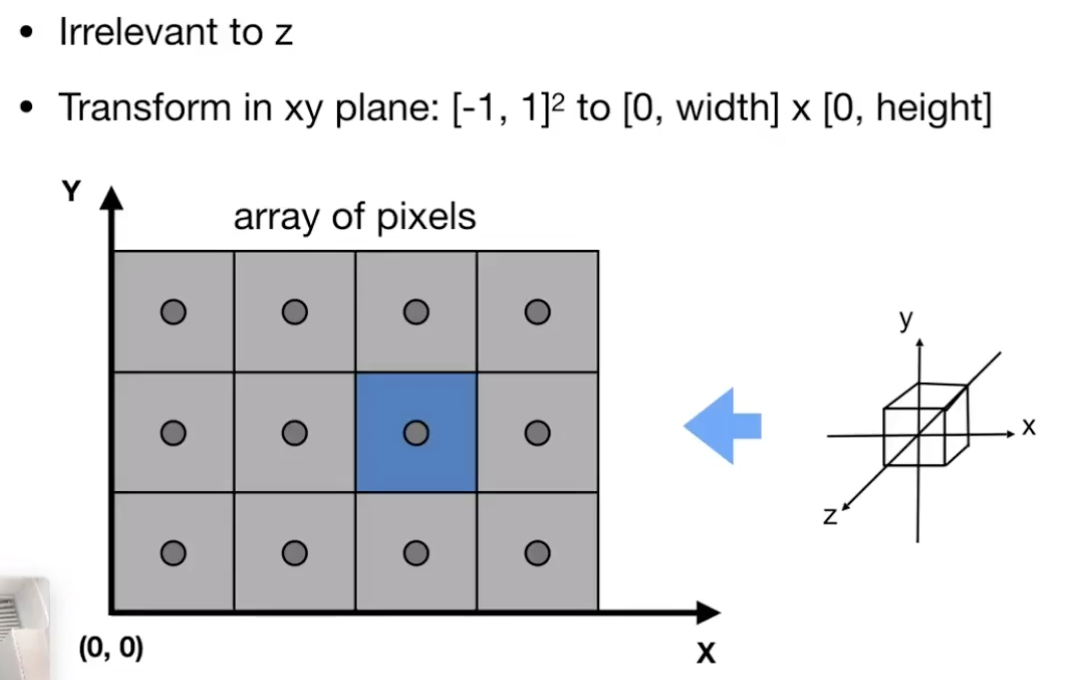 • Irrelevant to z
• Transform in xy plane: [-1, 1]² to [0, width] x [0, height]
Y
array of pixels
y
x
z
(0, 0)
X